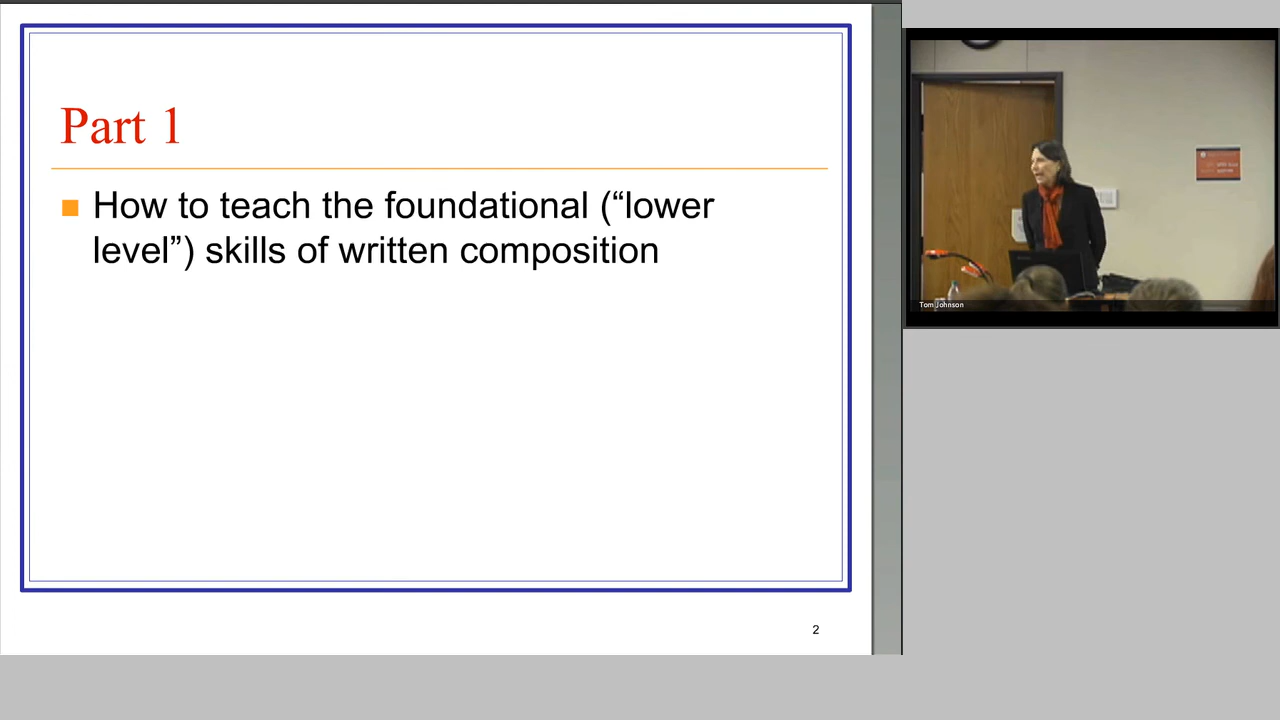 Part 1
How to teach the foundational (“lower
level”) skills of written composition
2
Tom Johnson